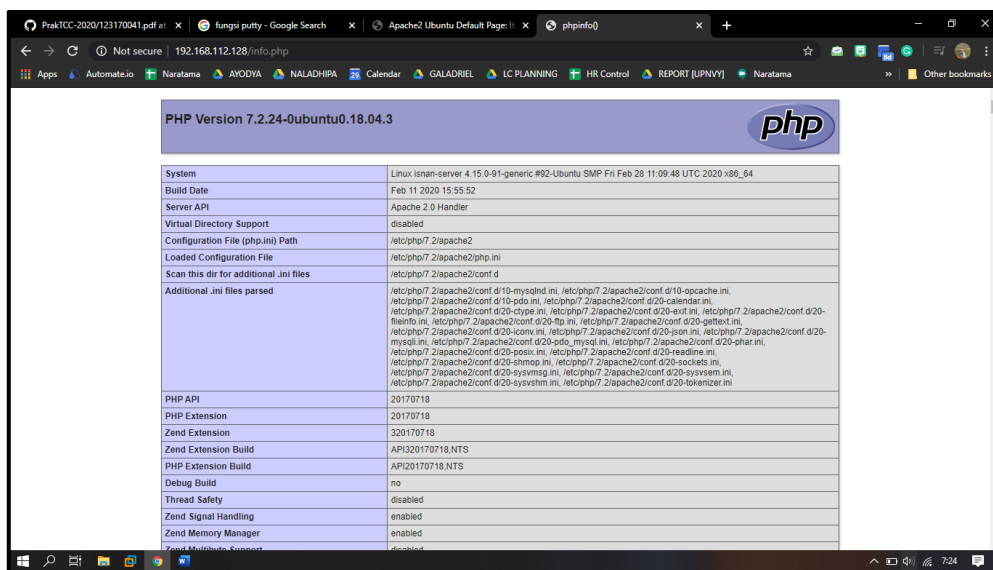 PrakTCC-2020/123170041.pdf at
fungsi putty - Google Search
Apache2 Ubuntu Default Page: It
phpinfo()
Not secure | 192.168.112.128/info.php
Apps
Automate.io
Naratama
AYODYA
NALADHIPA
Calendar
GALADRIEL
LC PLANNING
HR Control
REPORT [UPNVY]
Naratama
»
Other bookmarks
PHP Version 7.2.24-0ubuntu0.18.04.3
php
System Linux isnan-server 4.15.0-91-generic #92-Ubuntu SMP Fri Feb 28 11:09:48 UTC 2020 x86_64
Build Date Feb 11 2020 15:55:52
Server API Apache 2.0 Handler
Virtual Directory Support disabled
Configuration File (php.ini) Path /etc/php/7.2/apache2
Loaded Configuration File /etc/php/7.2/apache2/php.ini
Scan this dir for additional .ini files /etc/php/7.2/apache2/conf.d
Additional .ini files parsed /etc/php/7.2/apache2/conf.d/10-mysqlnd.ini, /etc/php/7.2/apache2/conf.d/10-opcache.ini,
/etc/php/7.2/apache2/conf.d/10-pdo.ini, /etc/php/7.2/apache2/conf.d/20-calendar.ini,
/etc/php/7.2/apache2/conf.d/20-ctype.ini, /etc/php/7.2/apache2/conf.d/20-exif.ini, /etc/php/7.2/apache2/conf.d/20-
fileinfo.ini, /etc/php/7.2/apache2/conf.d/20-ftp.ini, /etc/php/7.2/apache2/conf.d/20-gettext.ini,
/etc/php/7.2/apache2/conf.d/20-iconv.ini, /etc/php/7.2/apache2/conf.d/20-json.ini, /etc/php/7.2/apache2/conf.d/20-
mysqli.ini, /etc/php/7.2/apache2/conf.d/20-pdo_mysql.ini, /etc/php/7.2/apache2/conf.d/20-phar.ini,
/etc/php/7.2/apache2/conf.d/20-posix.ini, /etc/php/7.2/apache2/conf.d/20-readline.ini,
/etc/php/7.2/apache2/conf.d/20-shmop.ini, /etc/php/7.2/apache2/conf.d/20-sockets.ini,
/etc/php/7.2/apache2/conf.d/20-sysvmsg.ini, /etc/php/7.2/apache2/conf.d/20-sysvsem.ini,
/etc/php/7.2/apache2/conf.d/20-sysvshm.ini, /etc/php/7.2/apache2/conf.d/20-tokenizer.ini
PHP API 20170718
PHP Extension 20170718
Zend Extension 320170718
Zend Extension Build API320170718,NTS
PHP Extension Build API20170718,NTS
Debug Build no
Thread Safety disabled
Zend Signal Handling enabled
Zend Memory Manager enabled
Zend Multibyte Support disabled
7:24